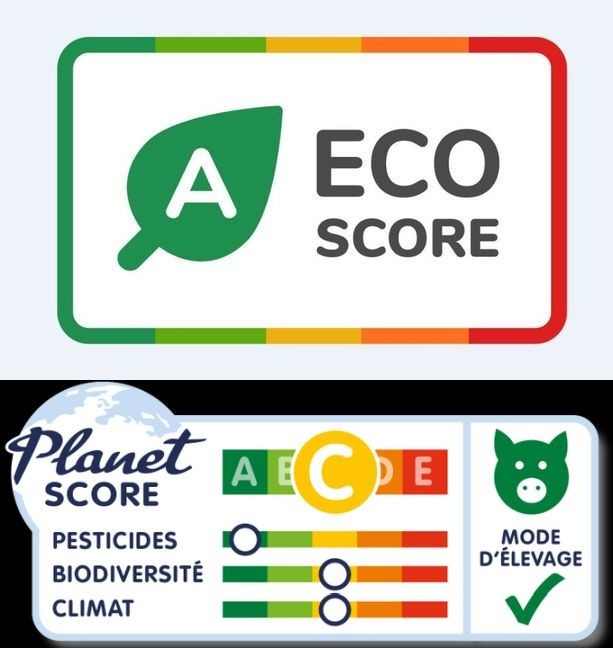 A
ECO
SCORE
Planet
SCORE
A B C D E
PESTICIDES
BIODIVERSITÉ
CLIMAT
MODE
D'ÉLEVAGE